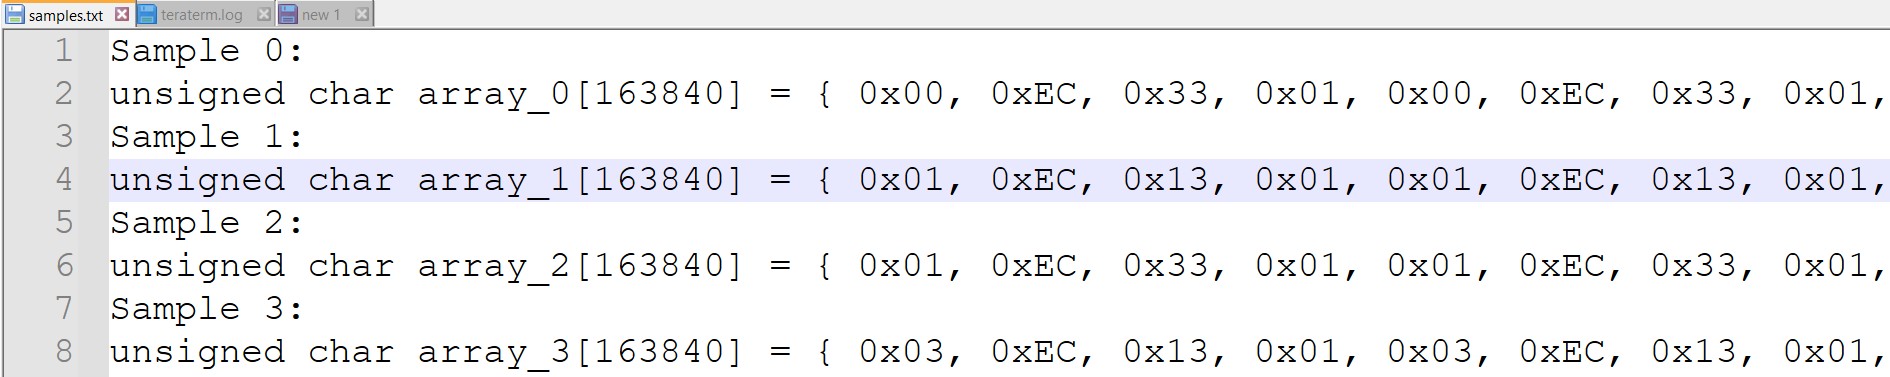 samples.txt teraterm.log new 1
1 Sample 0:
2 unsigned char array_0[163840] = { 0x00, 0xEC, 0x33, 0x01, 0x00, 0xEC, 0x33, 0x01,
3 Sample 1:
4 unsigned char array_1[163840] = { 0x01, 0xEC, 0x13, 0x01, 0x01, 0xEC, 0x13, 0x01,
5 Sample 2:
6 unsigned char array_2[163840] = { 0x01, 0xEC, 0x33, 0x01, 0x01, 0xEC, 0x33, 0x01,
7 Sample 3:
8 unsigned char array_3[163840] = { 0x03, 0xEC, 0x13, 0x01, 0x03, 0xEC, 0x13, 0x01,